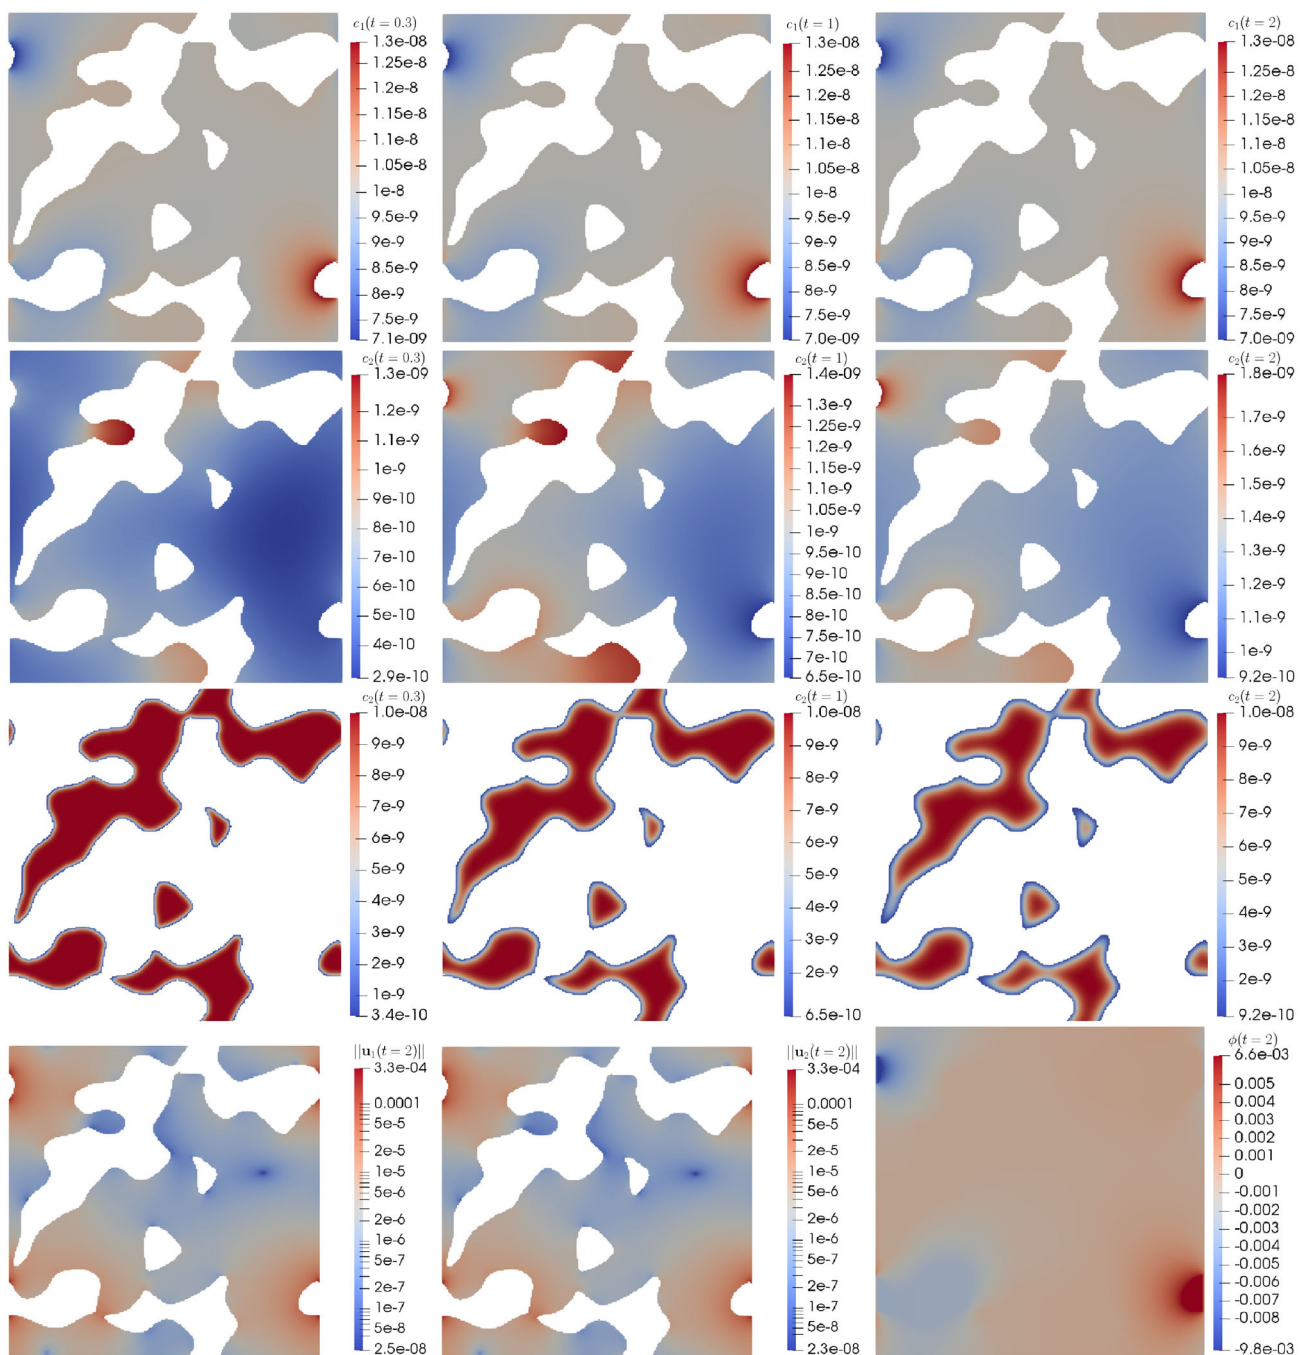 c₁(t = 0.3)
1.3e-08
1.25e-8
1.2e-8
1.15e-8
1.1e-8
1.05e-8
1e-8
9.5e-9
9e-9
8.5e-9
8e-9
7.5e-9
7.1e-09
c₁(t = 1)
1.3e-08
1.25e-8
1.2e-8
1.15e-8
1.1e-8
1.05e-8
1e-8
9.5e-9
9e-9
8.5e-9
8e-9
7.5e-9
7.0e-09
c₁(t = 2)
1.3e-08
1.25e-8
1.2e-8
1.15e-8
1.1e-8
1.05e-8
1e-8
9.5e-9
9e-9
8.5e-9
8e-9
7.5e-9
7.0e-09
c₂(t = 0.3)
1.3e-09
1.2e-9
1.1e-9
1e-9
9e-10
8e-10
7e-10
6e-10
5e-10
4e-10
2.9e-10
c₂(t = 1)
1.4e-09
1.3e-9
1.25e-9
1.2e-9
1.15e-9
1.1e-9
1.05e-9
1e-9
9.5e-10
9e-10
8.5e-10
8e-10
7.5e-10
7e-10
6.5e-10
c₂(t = 2)
1.8e-09
1.7e-9
1.6e-9
1.5e-9
1.4e-9
1.3e-9
1.2e-9
1.1e-9
1e-9
9.2e-10
c₂(t = 0.3)
1.0e-08
9e-9
8e-9
7e-9
6e-9
5e-9
4e-9
3e-9
2e-9
1e-9
3.4e-10
c₂(t = 1)
1.0e-08
9e-9
8e-9
7e-9
6e-9
5e-9
4e-9
3e-9
2e-9
6.5e-10
c₂(t = 2)
1.0e-08
9e-9
8e-9
7e-9
6e-9
5e-9
4e-9
3e-9
2e-9
9.2e-10
||u₁(t = 2)||
3.3e-04
0.0001
5e-5
2e-5
1e-5
5e-6
2e-6
1e-6
5e-7
2e-7
1e-7
5e-8
2.5e-08
||u₂(t = 2)||
3.3e-04
0.0001
5e-5
2e-5
1e-5
5e-6
2e-6
1e-6
5e-7
2e-7
1e-7
5e-8
2.3e-08
ϕ(t = 2)
6.6e-03
0.005
0.004
0.003
0.002
0.001
0
-0.001
-0.002
-0.003
-0.004
-0.005
-0.006
-0.007
-0.008
-9.8e-03